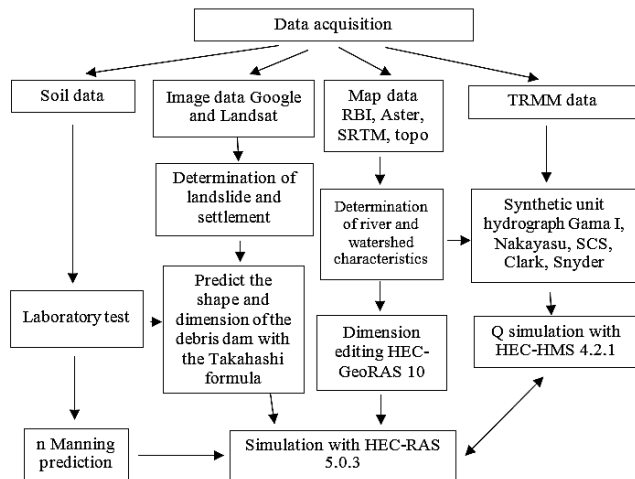 Data acquisition
Soil data
Image data Google
and Landsat
Map data
RBI, Aster,
SRTM, topo
TRMM data
Determination of
landslide and
settlement
Determination of
river and
watershed
characteristics
Synthetic unit
hydrograph Gama I,
Nakayasu, SCS,
Clark, Snyder
Laboratory test
Predict the
shape and
dimension of the
debris dam with
the Takahashi
formula
Dimension
editing HEC-
GeoRAS 10
Q simulation with
HEC-HMS 4.2.1
n Manning
prediction
Simulation with HEC-RAS
5.0.3